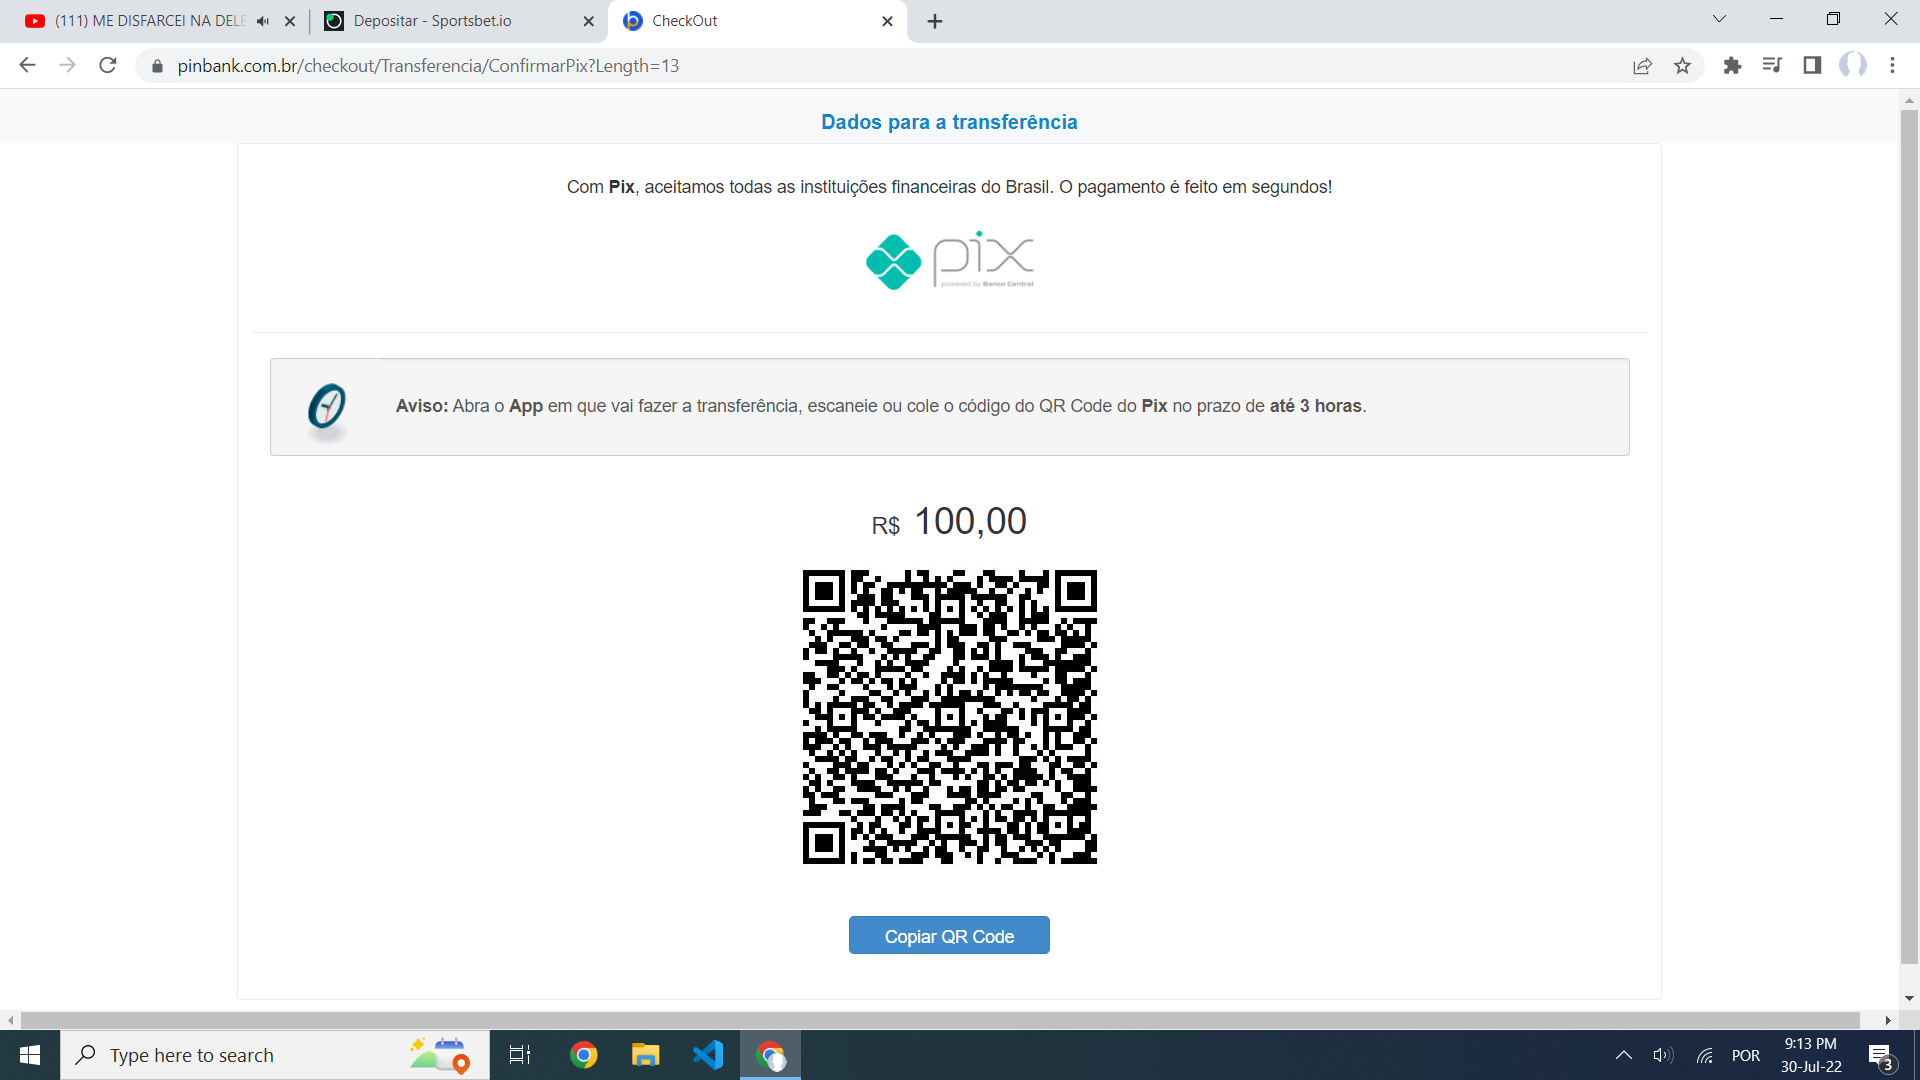 (111) ME DISFARCEI NA DELE
Depositar - Sportsbet.io
CheckOut
pinbank.com.br/checkout/Transferencia/ConfirmarPix?Length=13
Dados para a transferência
Com Pix, aceitamos todas as instituições financeiras do Brasil. O pagamento é feito em segundos!
pix
powered by Banco Central
Aviso: Abra o App em que vai fazer a transferência, escaneie ou cole o código do QR Code do Pix no prazo de até 3 horas.
R$ 100,00
Copiar QR Code
Type here to search
POR
9:13 PM
30-Jul-22
3